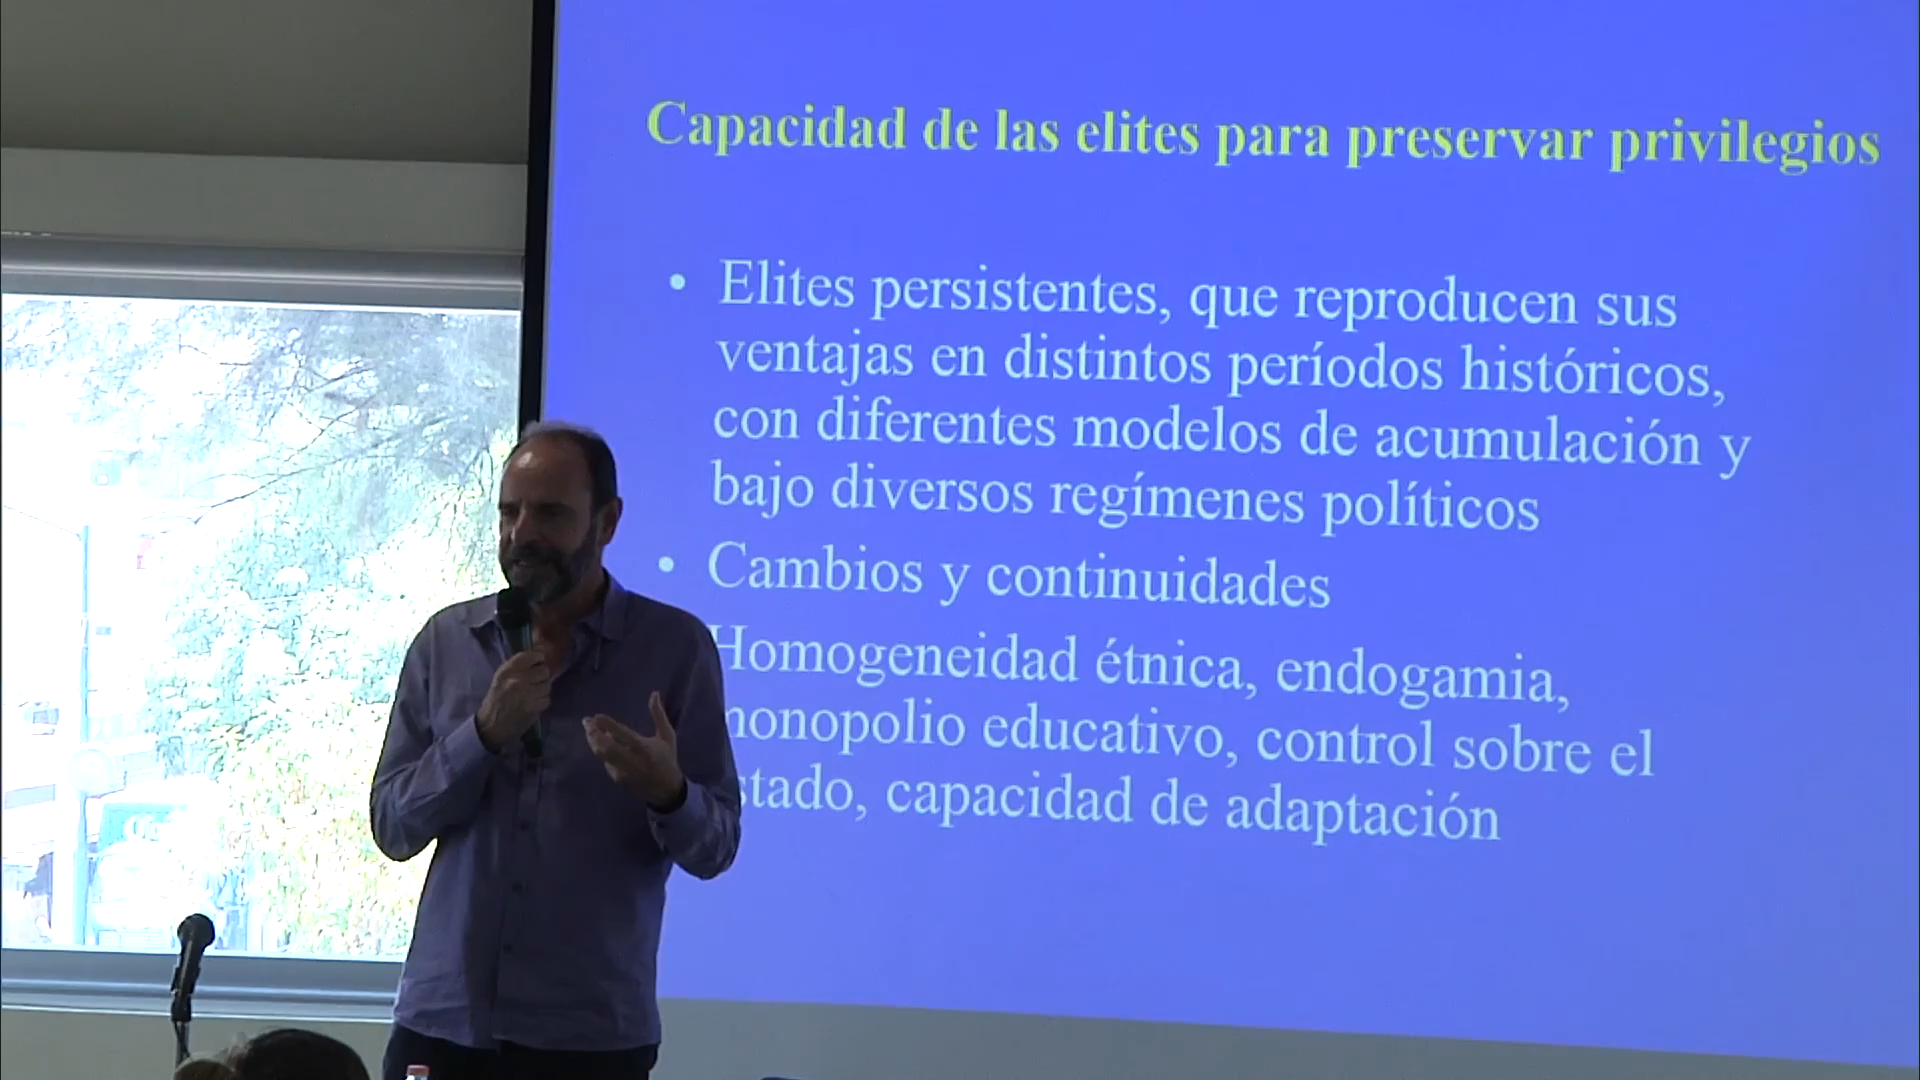 Capacidad de las elites para preservar privilegios
• Elites persistentes, que reproducen sus
ventajas en distintos períodos históricos,
con diferentes modelos de acumulación y
bajo diversos regímenes políticos
• Cambios y continuidades
Homogeneidad étnica, endogamia,
monopolio educativo, control sobre el
stado, capacidad de adaptación